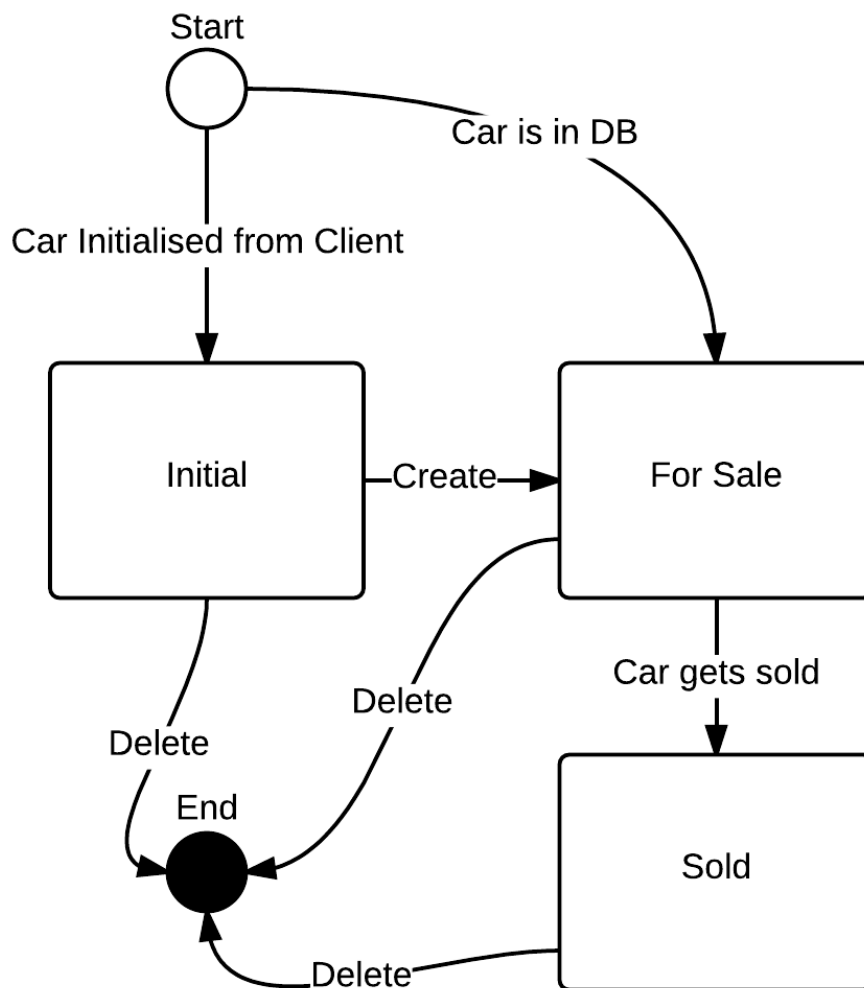 Start
Car is in DB
Car Initialised from Client
Initial
Create
For Sale
Car gets sold
Delete
Delete
End
Sold
Delete